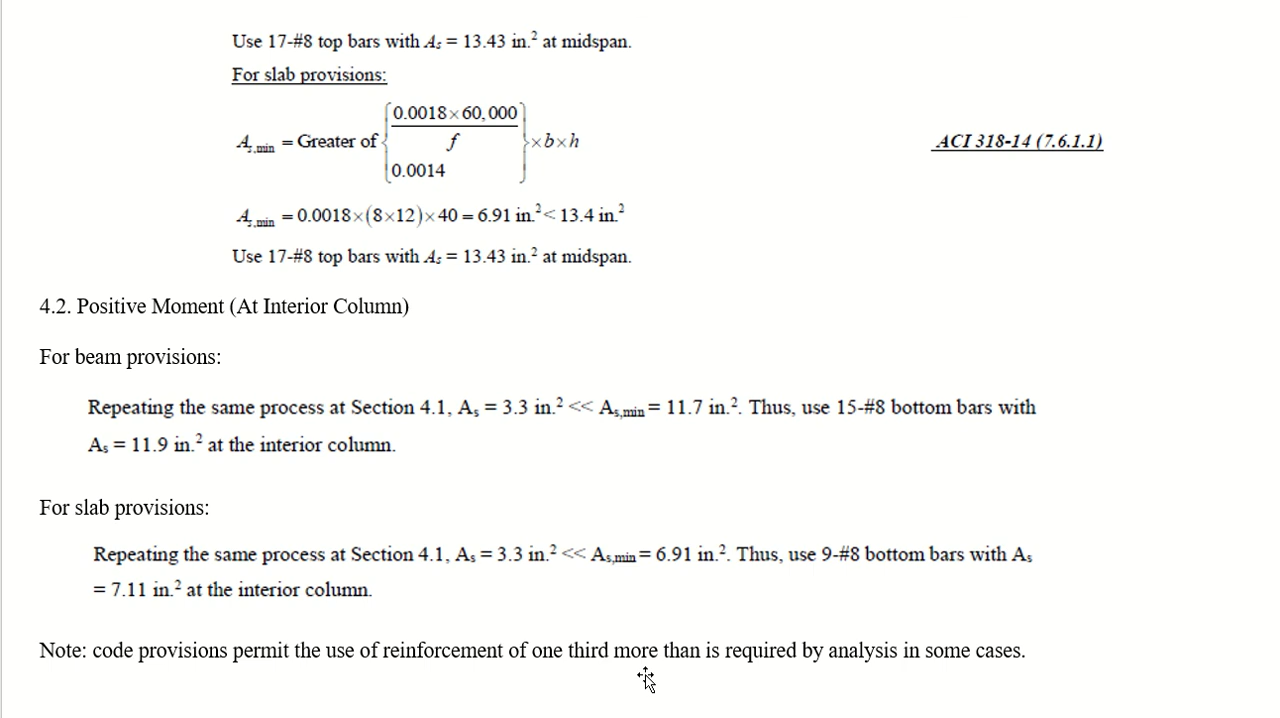 Use 17-#8 top bars with As = 13.43 in.² at midspan.
For slab provisions:
0.0018×60,000
As,min = Greater of { f } ×b×h ACI 318-14 (7.6.1.1)
0.0014
As,min = 0.0018×(8×12)×40 = 6.91 in.² < 13.4 in.²
Use 17-#8 top bars with As = 13.43 in.² at midspan.
4.2. Positive Moment (At Interior Column)
For beam provisions:
Repeating the same process at Section 4.1, As = 3.3 in.² << As,min = 11.7 in.². Thus, use 15-#8 bottom bars with
As = 11.9 in.² at the interior column.
For slab provisions:
Repeating the same process at Section 4.1, As = 3.3 in.² << As,min = 6.91 in.². Thus, use 9-#8 bottom bars with As
= 7.11 in.² at the interior column.
Note: code provisions permit the use of reinforcement of one third more than is required by analysis in some cases.